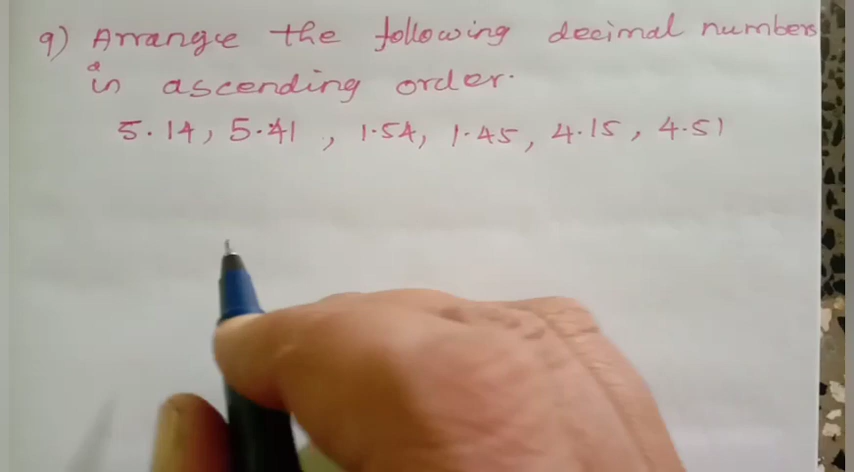 9) Arrange the following decimal numbers
in ascending order.
5.14, 5.41, 1.54, 1.45, 4.15, 4.51